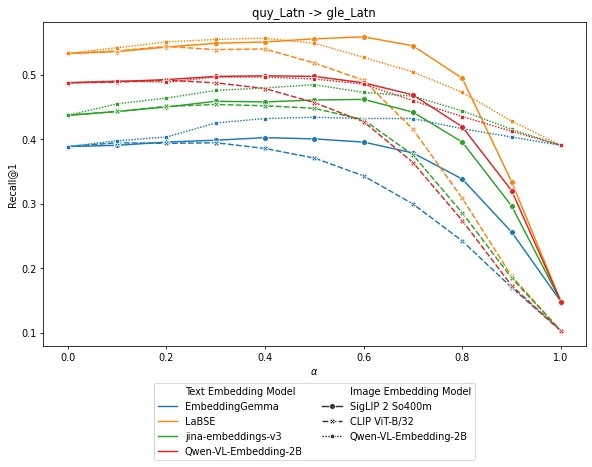 quy_Latn -> gle_Latn
Recall@1
0.5
0.4
0.3
0.2
0.1
0.0
0.2
0.4
0.6
0.8
1.0
α
Text Embedding Model
EmbeddingGemma
LaBSE
jina-embeddings-v3
Qwen-VL-Embedding-2B
Image Embedding Model
SigLIP 2 So400m
CLIP ViT-B/32
Qwen-VL-Embedding-2B